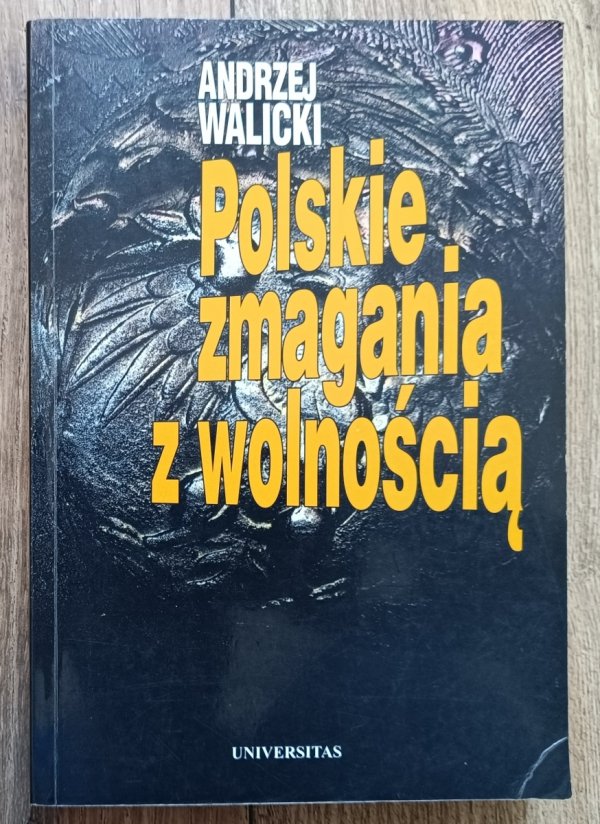 ANDRZEJ
WALICKI
Polskie
zmagania
z wolnością
UNIVERSITAS